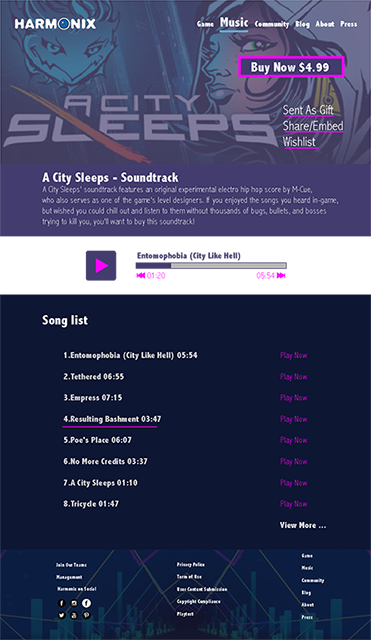 HARMONIX
Game Music Community Blog About Press
Buy Now $4.99
A CITY
SLEEPS
Sent As Gift
Share/Embed
Wishlist
A City Sleeps - Soundtrack
A City Sleeps' soundtrack features an original experimental electro hip hop score by M-Cue,
who also serves as one of the game's level designers. If you enjoyed the songs you heard in-game,
but wished you could chill out and listen to them without thousands of bugs, bullets, and bosses
trying to kill you, you'll want to buy this soundtrack!
Entomophobia (City Like Hell)
01:20 05:54
Song list
1.Entomophobia (City Like Hell) 05:54 Play Now
2.Tethered 06:55 Play Now
3.Empress 07:15 Play Now
4.Resulting Bashment 03:47 Play Now
5.Poe's Place 06:07 Play Now
6.No More Credits 03:37 Play Now
7.A City Sleeps 01:10 Play Now
8.Tricycle 01:47 Play Now
View More ...
Join Our Teams
Management
Harmonix on Social
Privacy Policy
Term of Use
User Content Submission
Copyright Compliance
Playtest
Game
Music
Community
Blog
About
Press